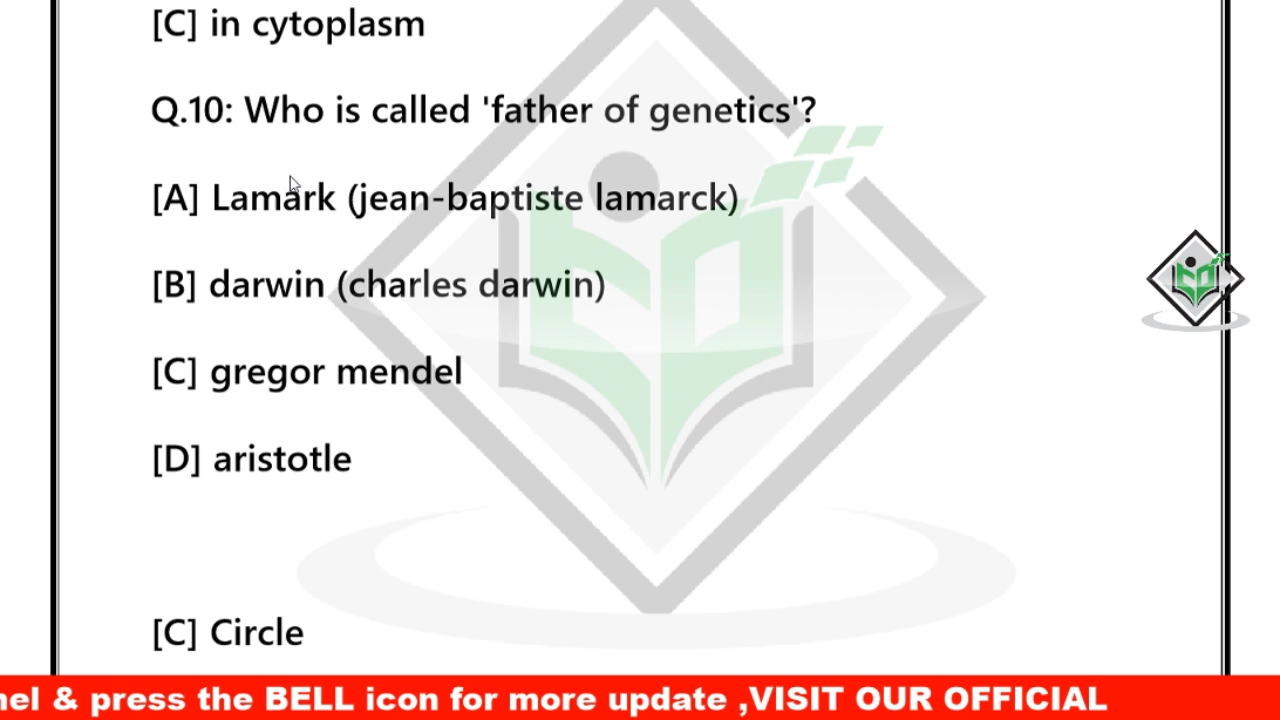 [C] in cytoplasm
Q.10: Who is called 'father of genetics'?
[A] Lamark (jean-baptiste lamarck)
[B] darwin (charles darwin)
[C] gregor mendel
[D] aristotle
[C] Circle
nel & press the BELL icon for more update ,VISIT OUR OFFICIAL